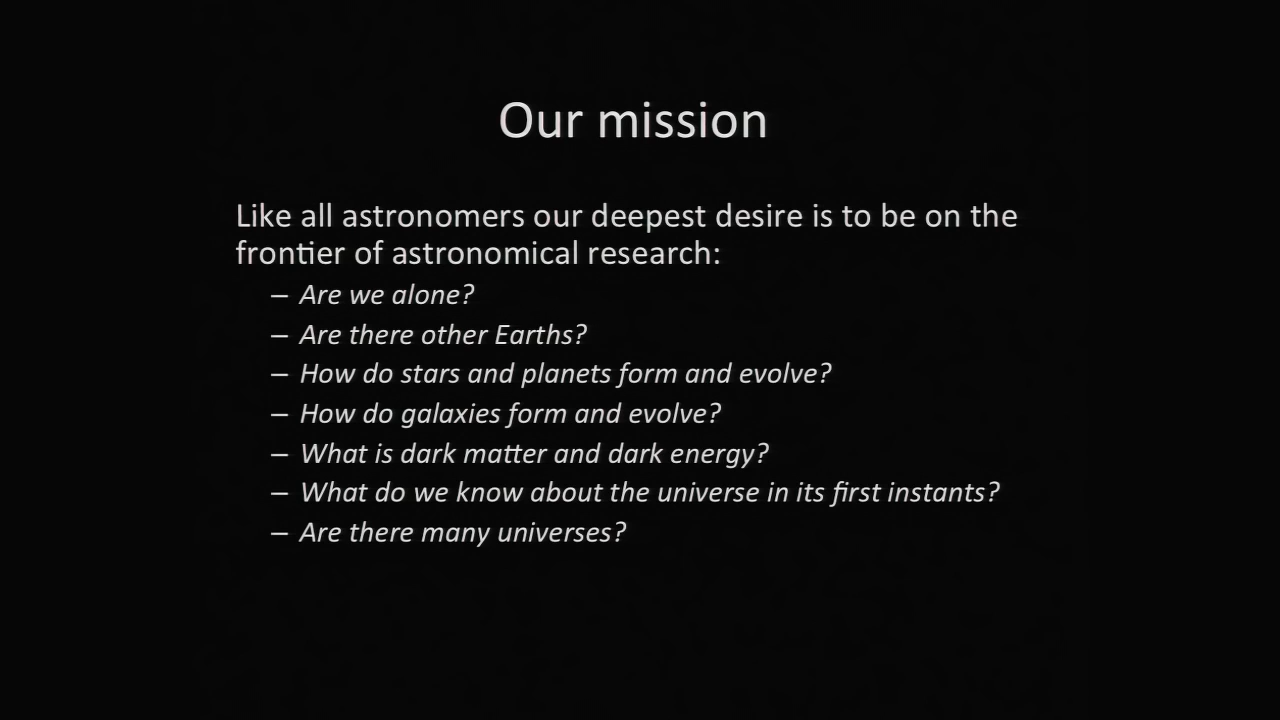 Our mission
Like all astronomers our deepest desire is to be on the
frontier of astronomical research:
– Are we alone?
– Are there other Earths?
– How do stars and planets form and evolve?
– How do galaxies form and evolve?
– What is dark matter and dark energy?
– What do we know about the universe in its first instants?
– Are there many universes?